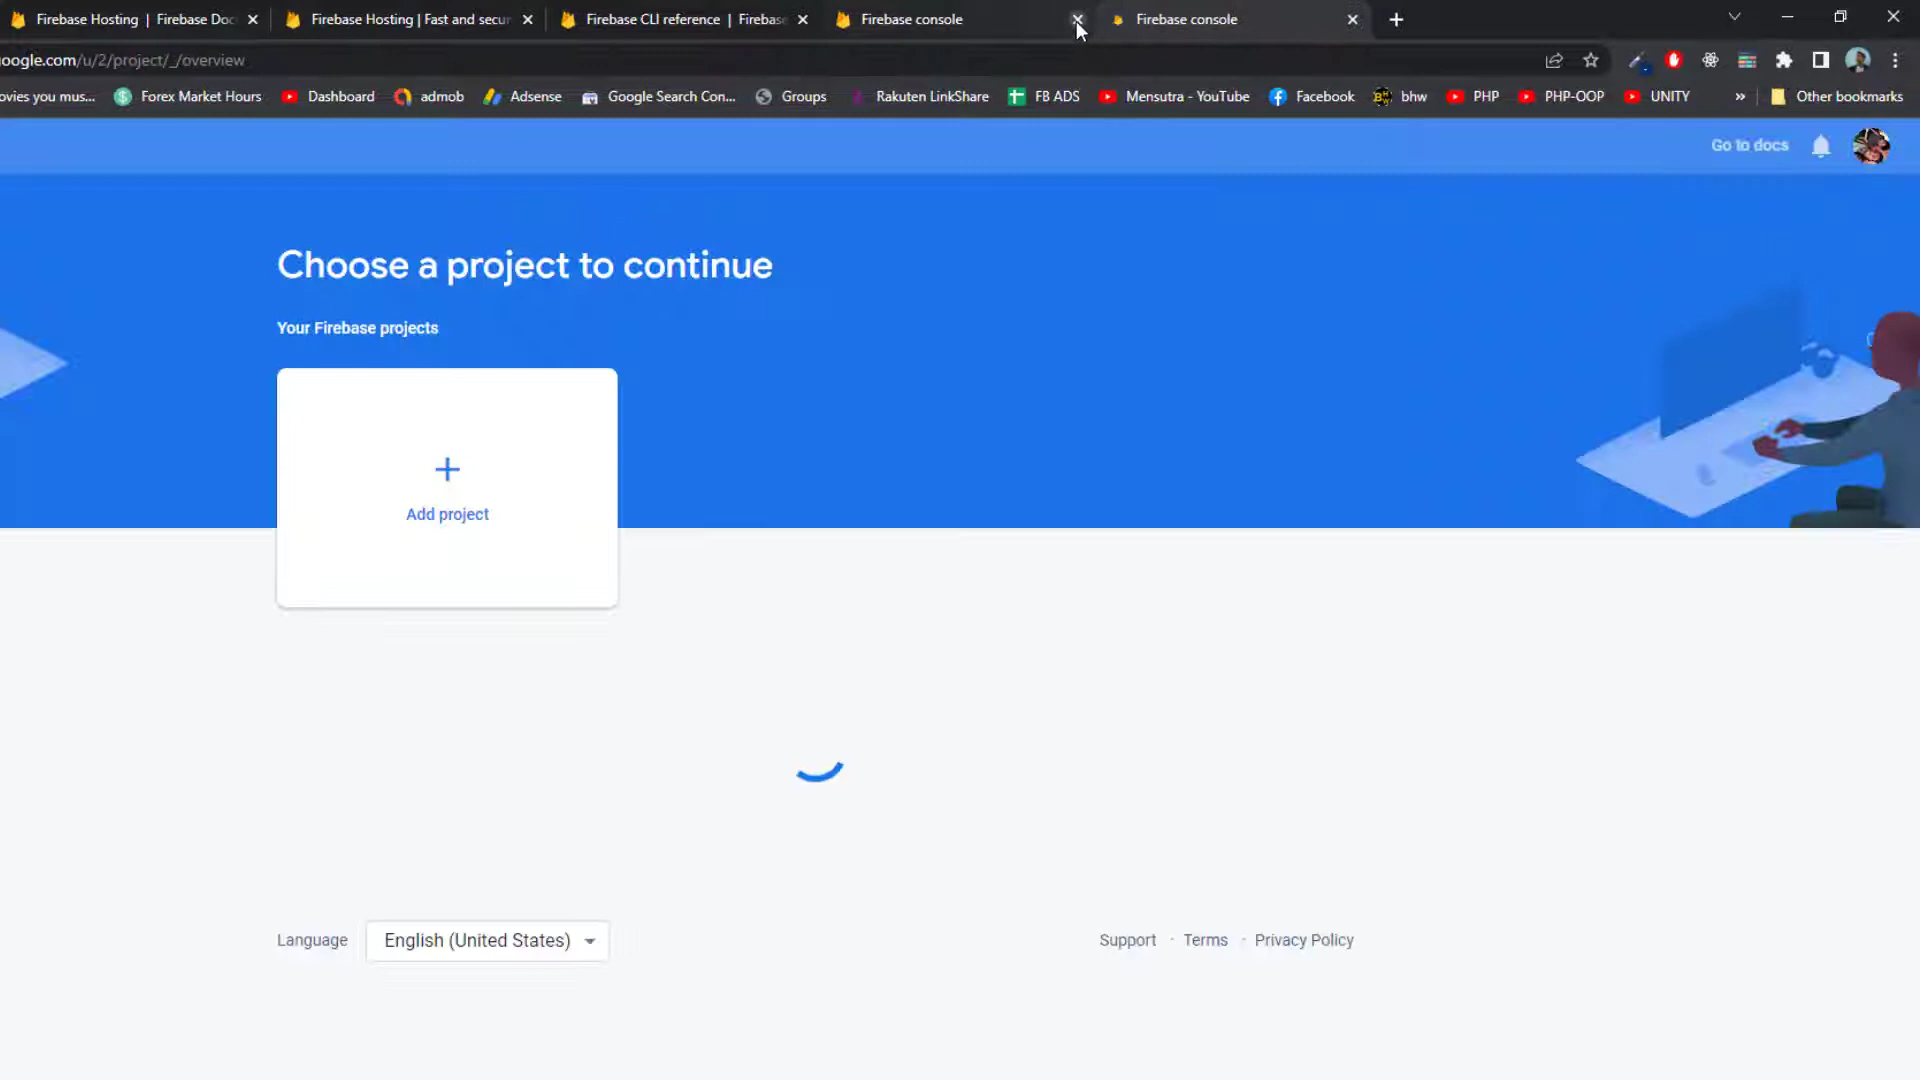 Firebase Hosting | Firebase Doc
Firebase Hosting | Fast and secur
Firebase CLI reference | Firebase
Firebase console
Firebase console
oogle.com/u/2/project/_/overview
ovies you mus...
Forex Market Hours
Dashboard
admob
Adsense
Google Search Con...
Groups
Rakuten LinkShare
FB ADS
Mensutra - YouTube
Facebook
bhw
PHP
PHP-OOP
UNITY
»
Other bookmarks
Go to docs
Choose a project to continue
Your Firebase projects
Add project
Language
English (United States)
Support · Terms · Privacy Policy